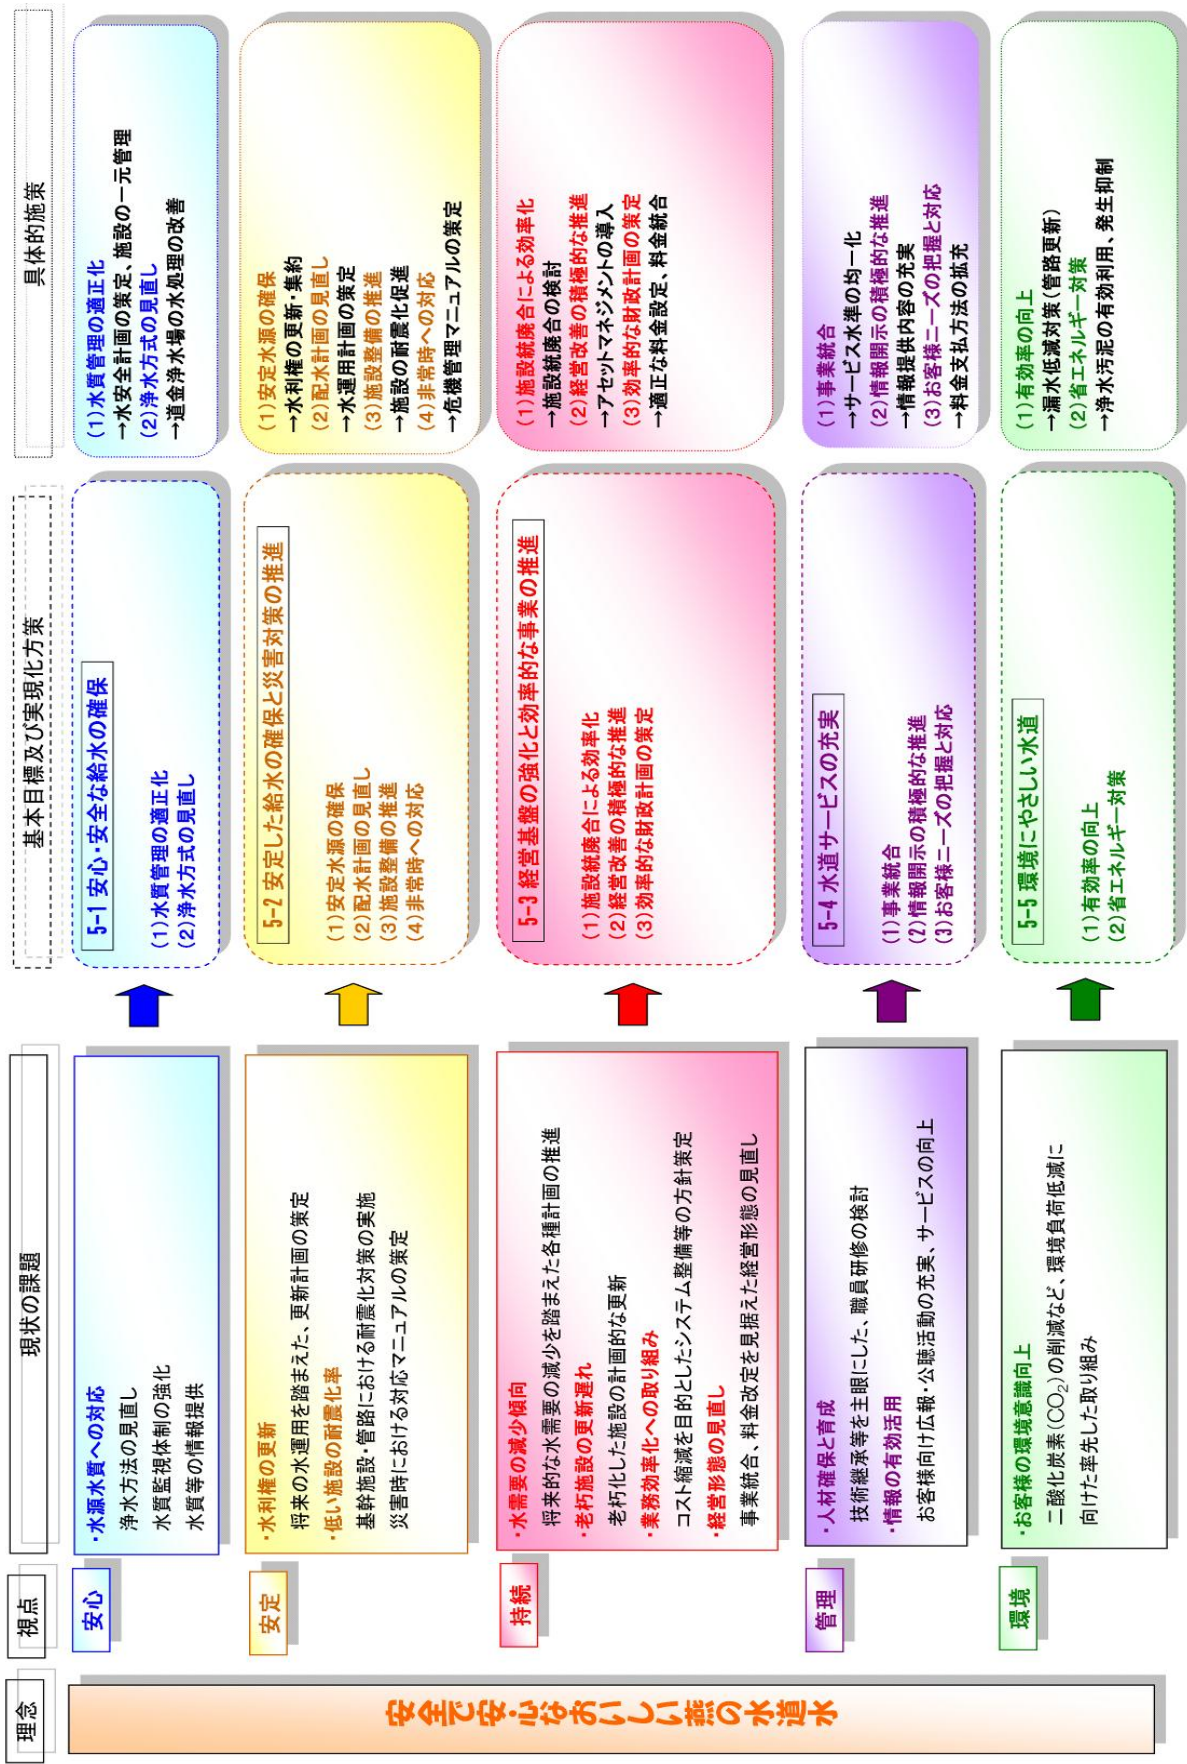 理念
視点
現状の課題
基本目標及び実現化方策
具体的施策
安全で安心なおいしい燕の水道水
安心
・水源水質への対応
浄水方法の見直し
水質監視体制の強化
水質等の情報提供
5-1 安心・安全な給水の確保
(1)水質管理の適正化
(2)浄水方式の見直し
(1)水質管理の適正化
→水安全計画の策定、施設の一元管理
(2)浄水方式の見直し
→道金浄水場の水処理の改善
安定
・水利権の更新
将来の水運用を踏まえた、更新計画の策定
・低い施設の耐震化率
基幹施設・管路における耐震化対策の実施
災害時における対応マニュアルの策定
5-2 安定した給水の確保と災害対策の推進
(1)安定水源の確保
(2)配水計画の見直し
(3)施設整備の推進
(4)非常時への対応
(1)安定水源の確保
→水利権の更新・集約
(2)配水計画の見直し
→水運用計画の策定
(3)施設整備の推進
→施設の耐震化促進
(4)非常時への対応
→危機管理マニュアルの策定
持続
・水需要の減少傾向
将来的な水需要の減少を踏まえた各種計画の推進
・老朽施設の更新遅れ
老朽化した施設の計画的な更新
・業務効率化への取り組み
コスト縮減を目的としたシステム整備等の方針策定
・経営形態の見直し
事業統合、料金改定を見据えた経営形態の見直し
5-3 経営基盤の強化と効率的な事業の推進
(1)施設統廃合による効率化
(2)経営改善の積極的な推進
(3)効率的な財政計画の策定
(1)施設統廃合による効率化
→施設統廃合の検討
(2)経営改善の積極的な推進
→アセットマネジメントの導入
(3)効率的な財政計画の策定
→適正な料金設定、料金統合
管理
・人材確保と育成
技術継承等を主眼にした、職員研修の検討
・情報の有効活用
お客様向け広報・公聴活動の充実、サービスの向上
5-4 水道サービスの充実
(1)事業統合
(2)情報開示の積極的な推進
(3)お客様ニーズの把握と対応
(1)事業統合
→サービス水準の均一化
(2)情報開示の積極的な推進
→情報提供内容の充実
(3)お客様ニーズの把握と対応
→料金支払方法の拡充
環境
・お客様の環境意識向上
二酸化炭素(CO₂)の削減など、環境負荷低減に
向けた率先した取り組み
5-5 環境にやさしい水道
(1)有効率の向上
(2)省エネルギー対策
(1)有効率の向上
→漏水低減対策(管路更新)
(2)省エネルギー対策
→浄水汚泥の有効利用、発生抑制